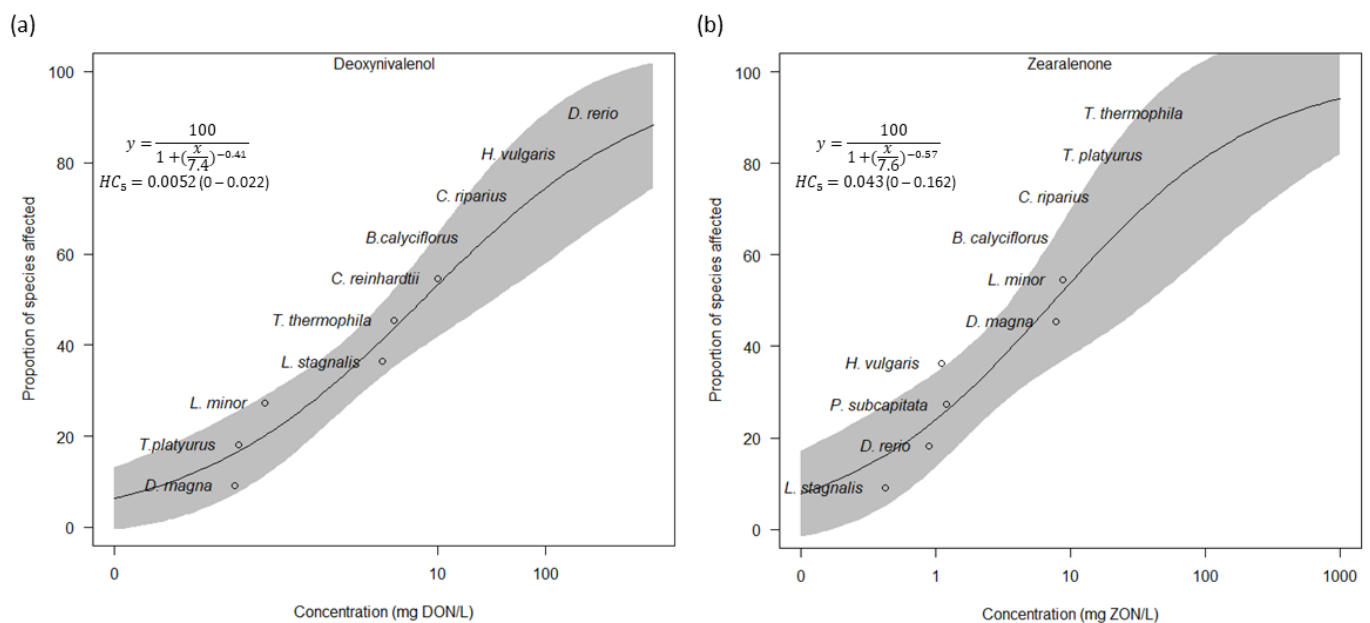 (a)
Deoxynivalenol
Proportion of species affected
100
80
60
40
20
0
y = 100 / 1 + (x/7.4)^−0.41
HC₅ = 0.0052 (0 − 0.022)
D. rerio
H. vulgaris
C. riparius
B.calyciflorus
C. reinhardtii
T. thermophila
L. stagnalis
L. minor
T.platyurus
D. magna
0
10
100
Concentration (mg DON/L)
(b)
Zearalenone
Proportion of species affected
100
80
60
40
20
0
y = 100 / 1 + (x/7.6)^−0.57
HC₅ = 0.043 (0 − 0.162)
T. thermophila
T. platyurus
C. riparius
B. calyciflorus
L. minor
D. magna
H. vulgaris
P. subcapitata
D. rerio
L. stagnalis
0
1
10
100
1000
Concentration (mg ZON/L)